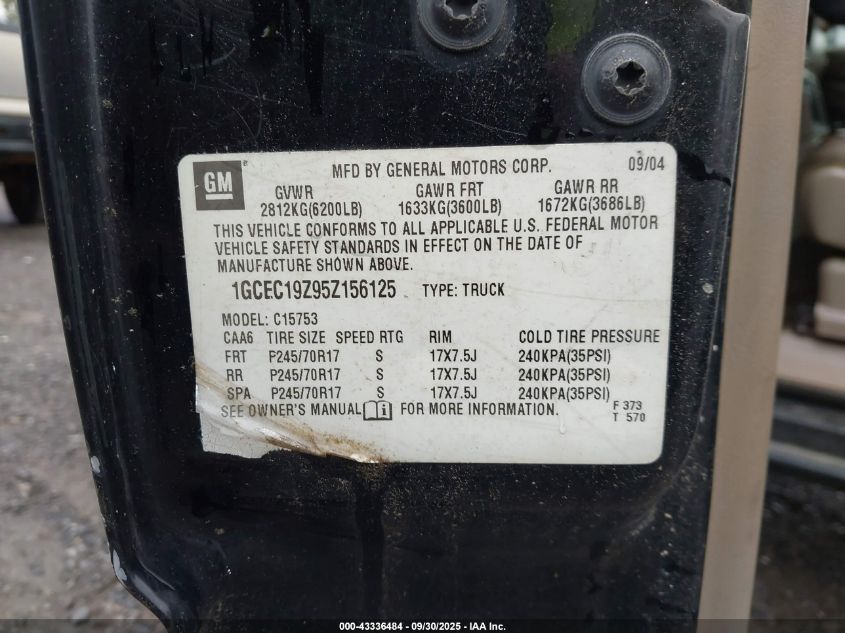 GM® MFD BY GENERAL MOTORS CORP. 09/04
GVWR GAWR FRT GAWR RR
2812KG(6200LB) 1633KG(3600LB) 1672KG(3686LB)
THIS VEHICLE CONFORMS TO ALL APPLICABLE U.S. FEDERAL MOTOR
VEHICLE SAFETY STANDARDS IN EFFECT ON THE DATE OF
MANUFACTURE SHOWN ABOVE.
1GCEC19Z95Z156125 TYPE: TRUCK
MODEL: C15753
CAA6 TIRE SIZE SPEED RTG RIM COLD TIRE PRESSURE
FRT P245/70R17 S 17X7.5J 240KPA(35PSI)
RR P245/70R17 S 17X7.5J 240KPA(35PSI)
SPA P245/70R17 S 17X7.5J 240KPA(35PSI)
SEE OWNER'S MANUAL i FOR MORE INFORMATION. F 373
T 570
000-43336484 - 09/30/2025 - IAA Inc.